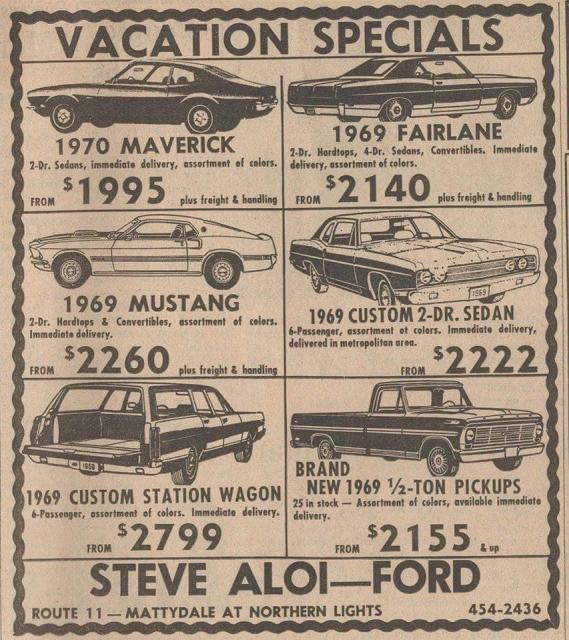 VACATION SPECIALS
1970 MAVERICK
2-Dr. Sedans, immediate delivery, assortment of colors.
FROM $1995 plus freight & handling
1969 FAIRLANE
2-Dr. Hardtops, 4-Dr. Sedans, Convertibles. Immediate
delivery, assortment of colors.
FROM $2140 plus freight & handling
1969 MUSTANG
2-Dr. Hardtops & Convertibles, assortment of colors.
Immediate delivery.
FROM $2260 plus freight & handling
1969
1969 CUSTOM 2-DR. SEDAN
6-Passenger, assortment of colors. Immediate delivery,
delivered in metropolitan area.
FROM $2222
1969
1969 CUSTOM STATION WAGON
6-Passenger, assortment of colors. Immediate delivery.
FROM $2799
BRAND
NEW 1969 ½-TON PICKUPS
25 in stock — Assortment of colors, available immediate
delivery.
FROM $2155 & up
STEVE ALOI—FORD
ROUTE 11 — MATTYDALE AT NORTHERN LIGHTS 454-2436